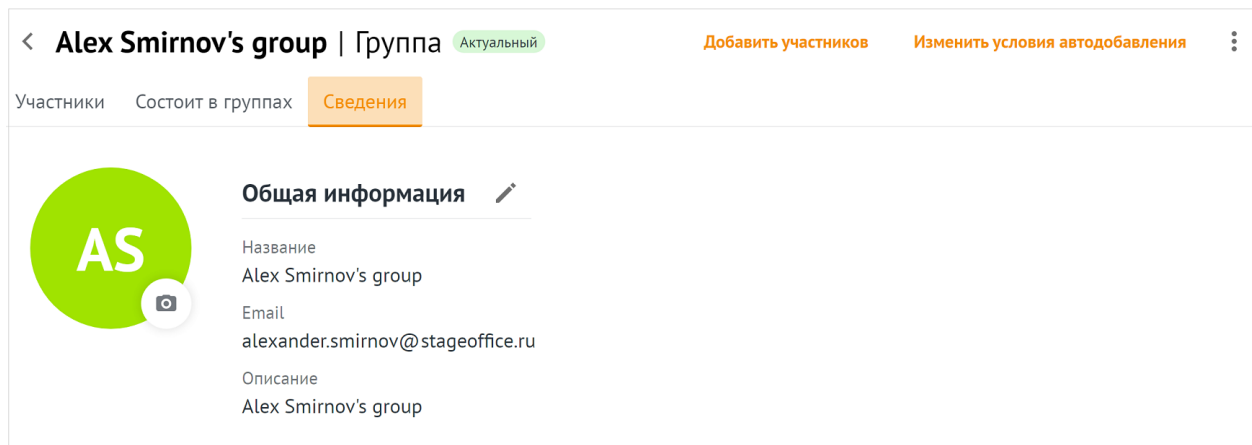 Alex Smirnov's group | Группа Актуальный Добавить участников Изменить условия автодобавления
Участники Состоит в группах Сведения
AS
Общая информация
Название
Alex Smirnov's group
Email
alexander.smirnov@stageoffice.ru
Описание
Alex Smirnov's group